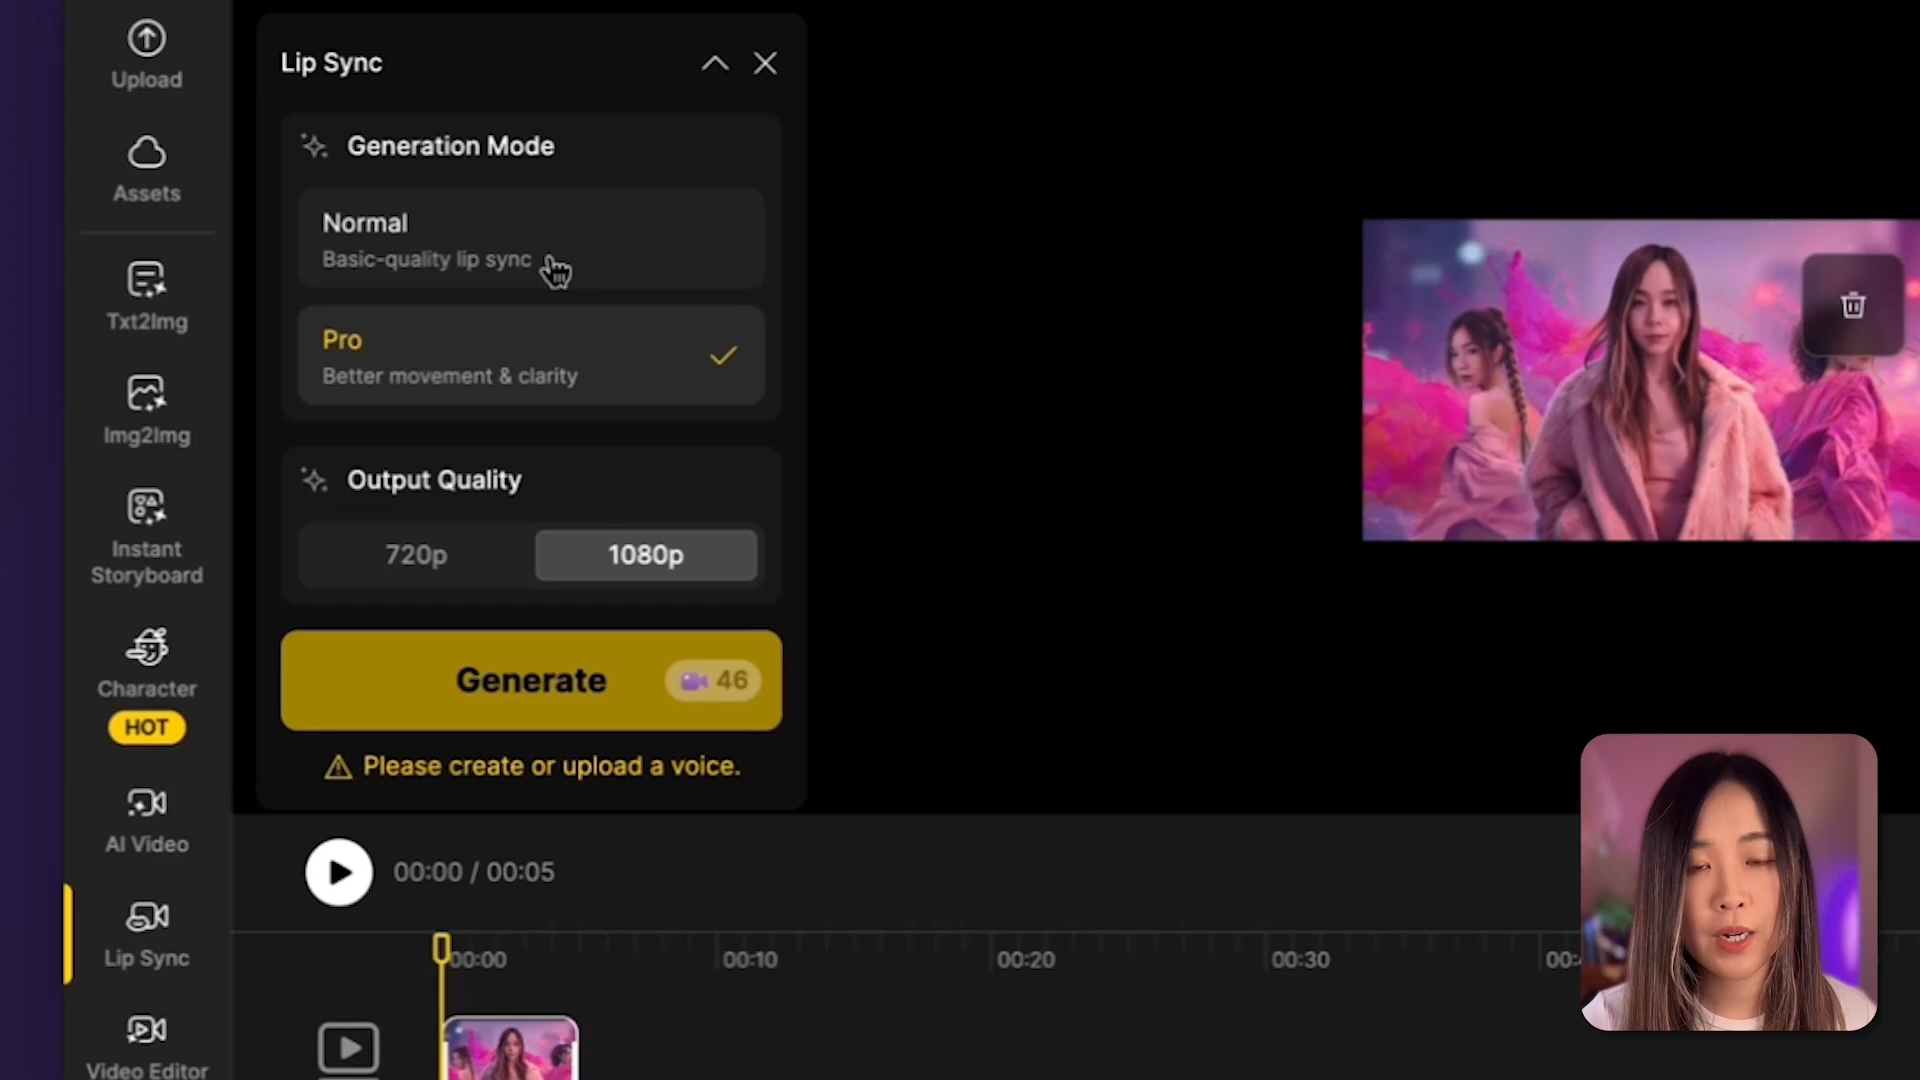 Upload
Assets
Txt2Img
Img2Img
Instant
Storyboard
Character
HOT
AI Video
Lip Sync
Video Editor
Lip Sync
Generation Mode
Normal
Basic-quality lip sync
Pro
Better movement & clarity
Output Quality
720p
1080p
Generate
46
Please create or upload a voice.
00:00 / 00:05
00:00
00:10
00:20
00:30